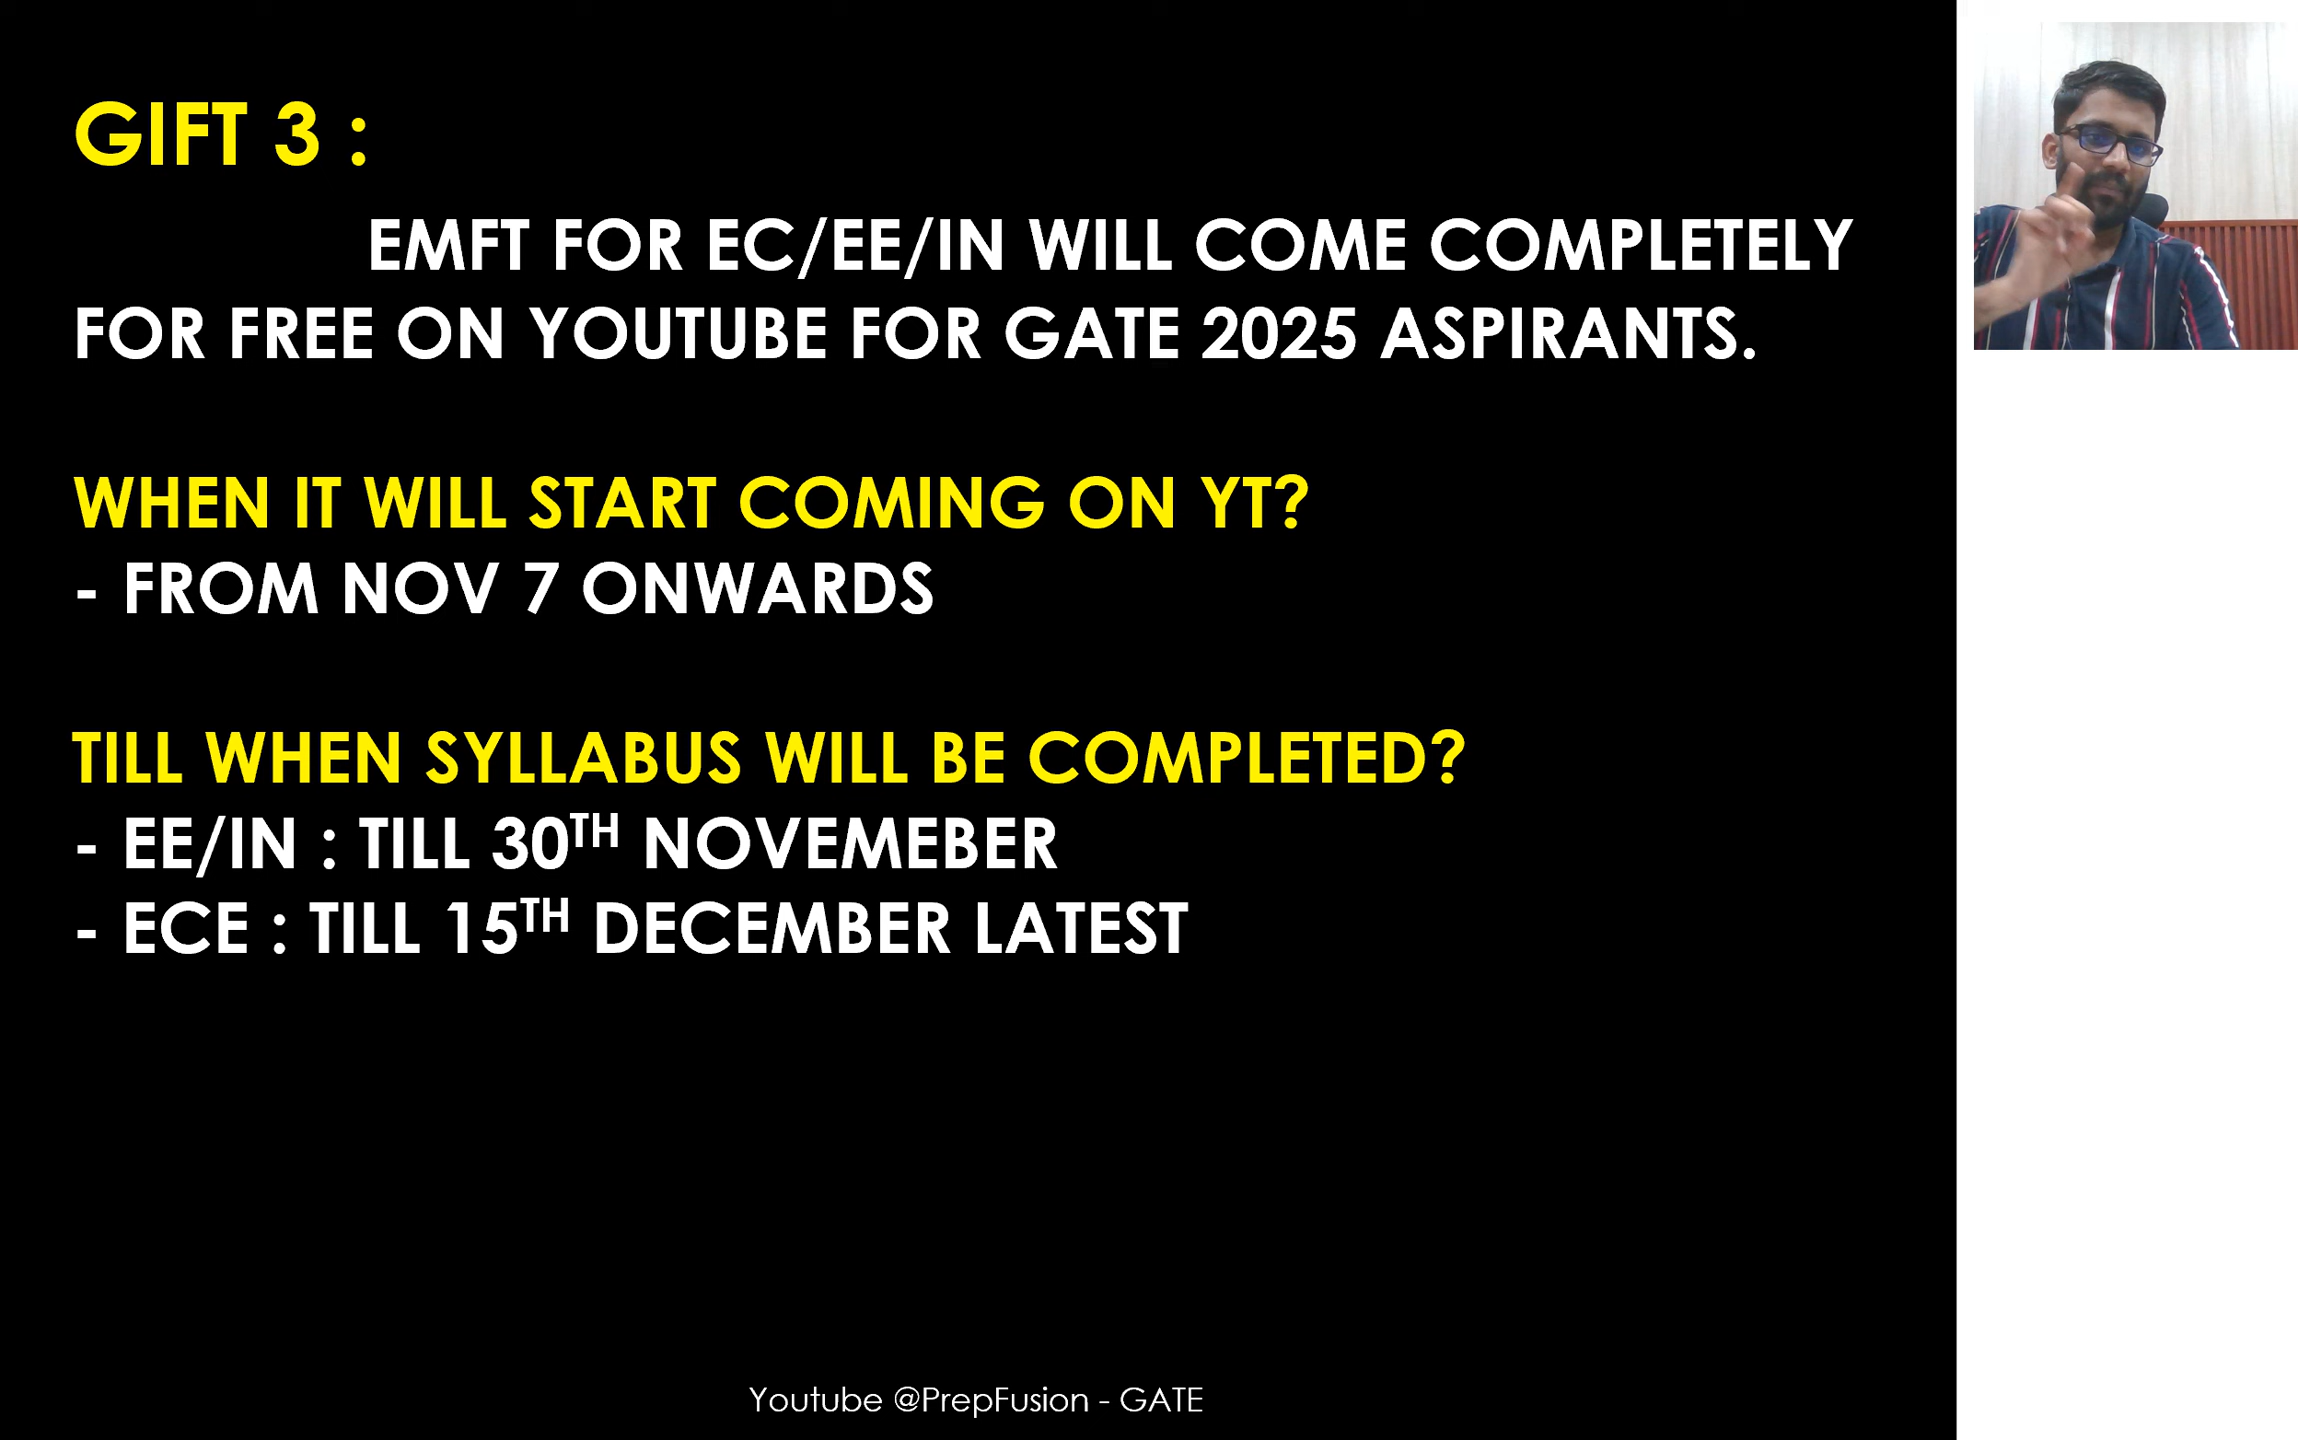 GIFT 3 :
EMFT FOR EC/EE/IN WILL COME COMPLETELY
FOR FREE ON YOUTUBE FOR GATE 2025 ASPIRANTS.
WHEN IT WILL START COMING ON YT?
- FROM NOV 7 ONWARDS
TILL WHEN SYLLABUS WILL BE COMPLETED?
- EE/IN : TILL 30TH NOVEMEBER
- ECE : TILL 15TH DECEMBER LATEST
Youtube @PrepFusion - GATE